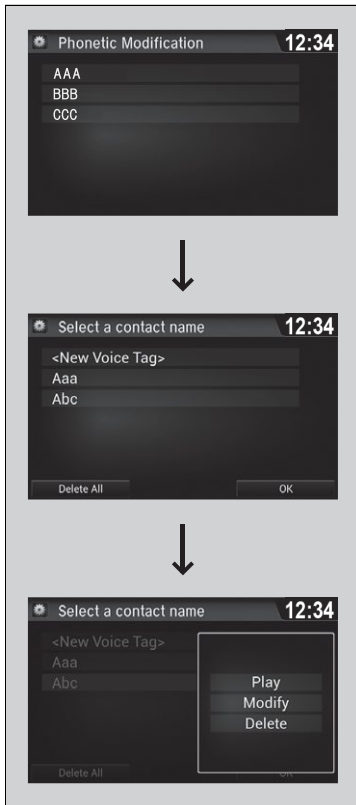 Phonetic Modification 12:34
AAA
BBB
CCC
Select a contact name 12:34
<New Voice Tag>
Aaa
Abc
Delete All OK
Select a contact name 12:34
<New Voice Tag>
Aaa
Abc
Play
Modify
Delete
Delete All OK